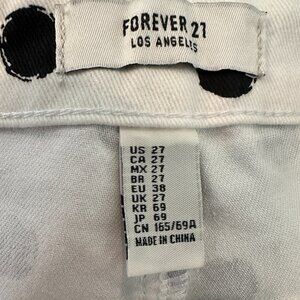 FOREVER 21
LOS ANGELES
US 27
CA 27
MX 27
BR 27
EU 38
UK 27
KR 69
JP 69
CN 165/69A
MADE IN CHINA